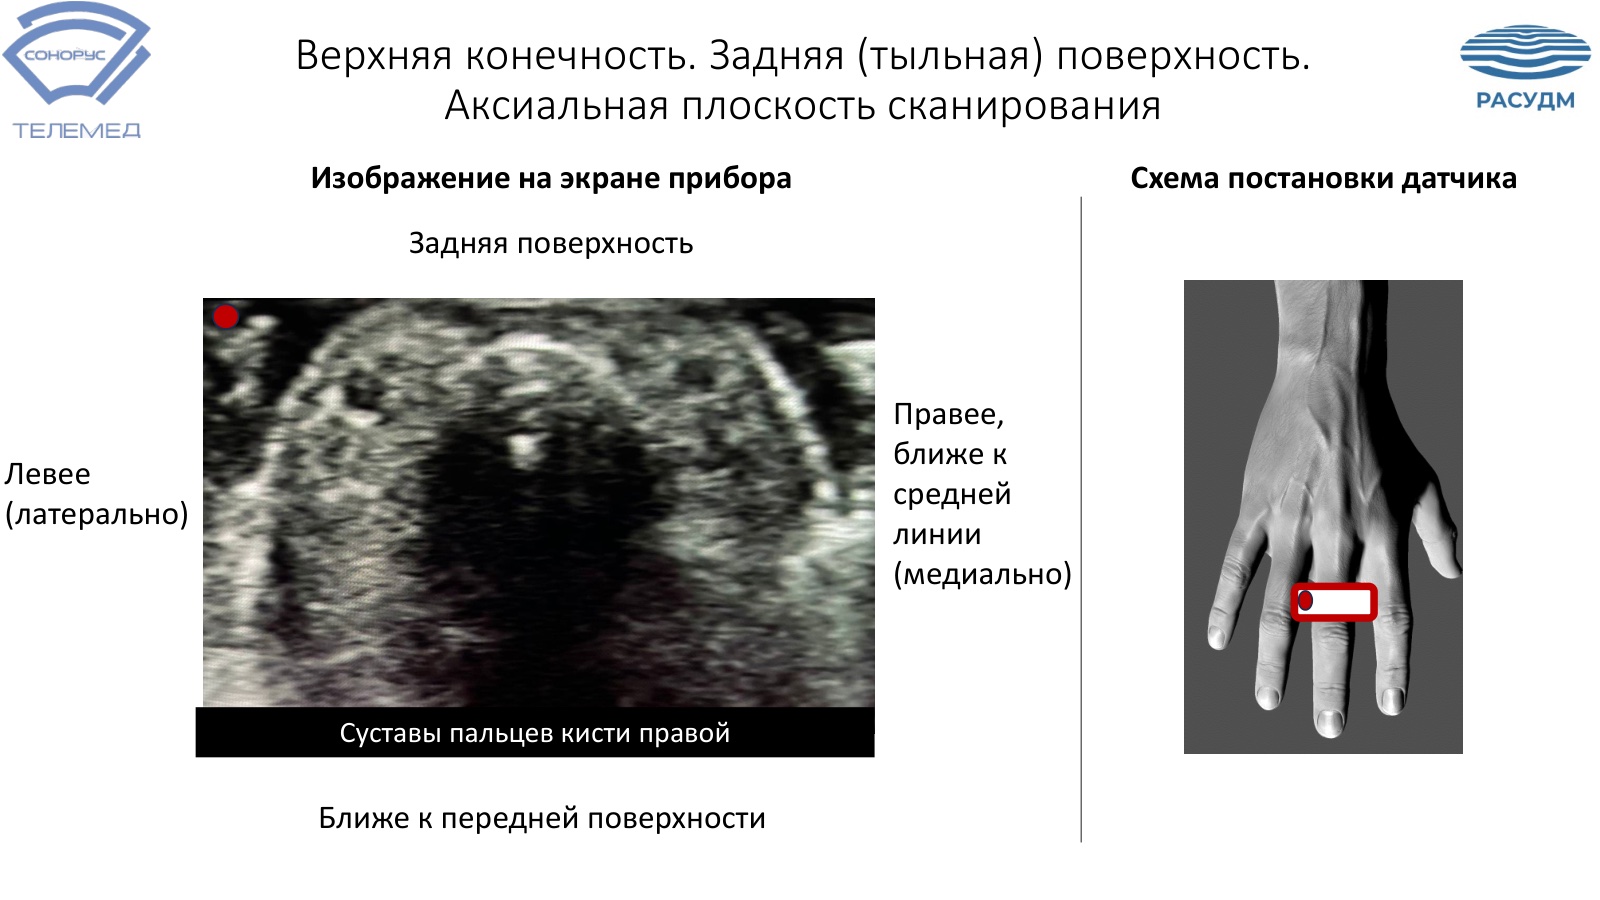 СОНОРУС
ТЕЛЕМЕД
Верхняя конечность. Задняя (тыльная) поверхность.
Аксиальная плоскость сканирования
РАСУДМ
Изображение на экране прибора
Схема постановки датчика
Задняя поверхность
Левее
(латерально)
Правее,
ближе к
средней
линии
(медиально)
Суставы пальцев кисти правой
Ближе к передней поверхности